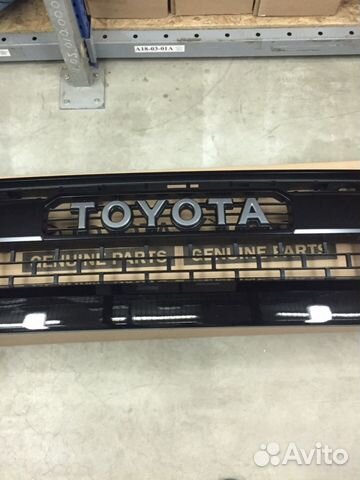 A18-03-01A
TOYOTA
GENUINE PARTS GENUINE PARTS
Avito